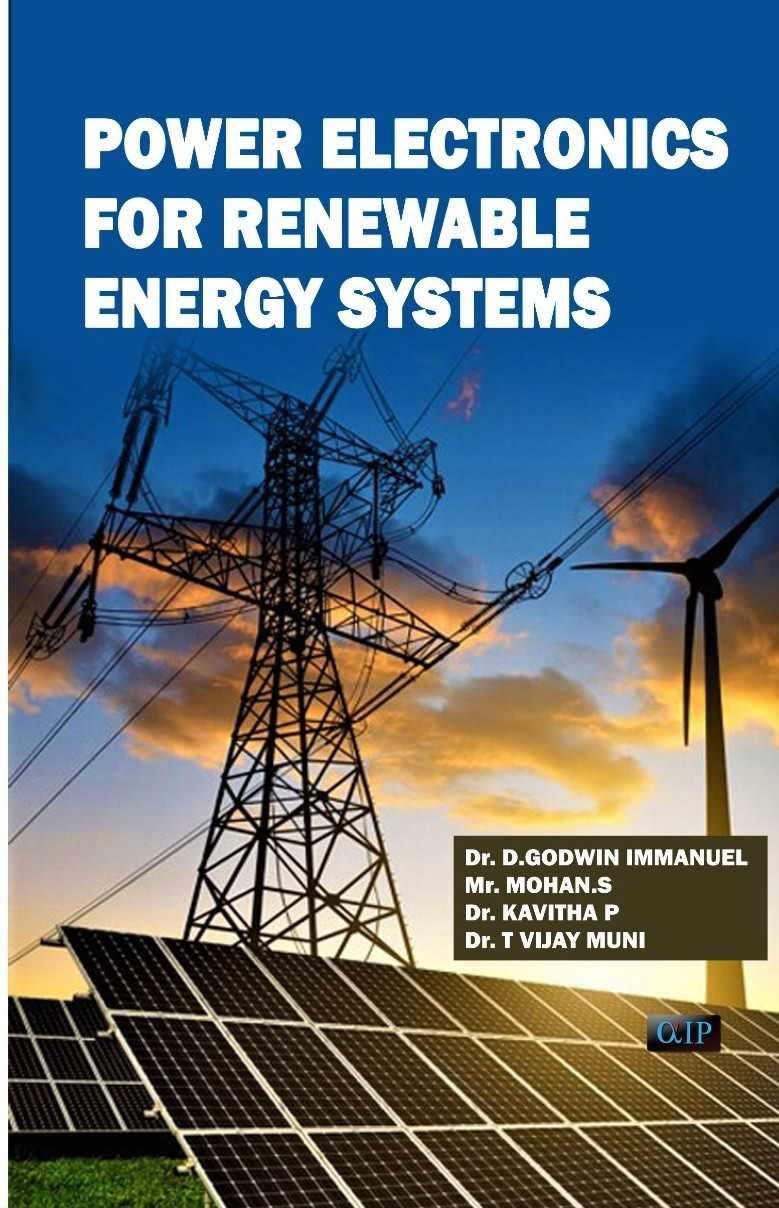 POWER ELECTRONICS
FOR RENEWABLE
ENERGY SYSTEMS
Dr. D.GODWIN IMMANUEL
Mr. MOHAN.S
Dr. KAVITHA P
Dr. T VIJAY MUNI
αIP